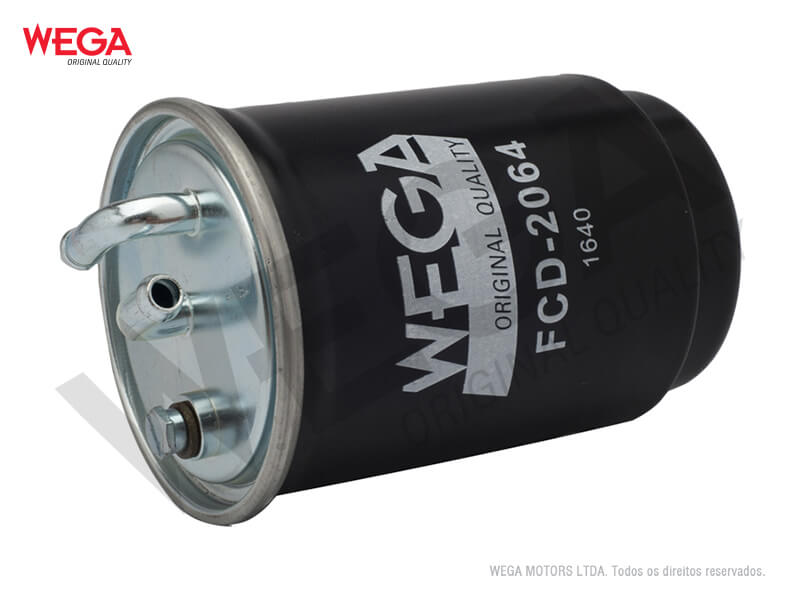 WEGA
ORIGINAL QUALITY
WEGA
ORIGINAL QUALITY
FCD-2064
1640
WEGA
ORIGINAL QUALITY
WEGA MOTORS LTDA. Todos os direitos reservados.